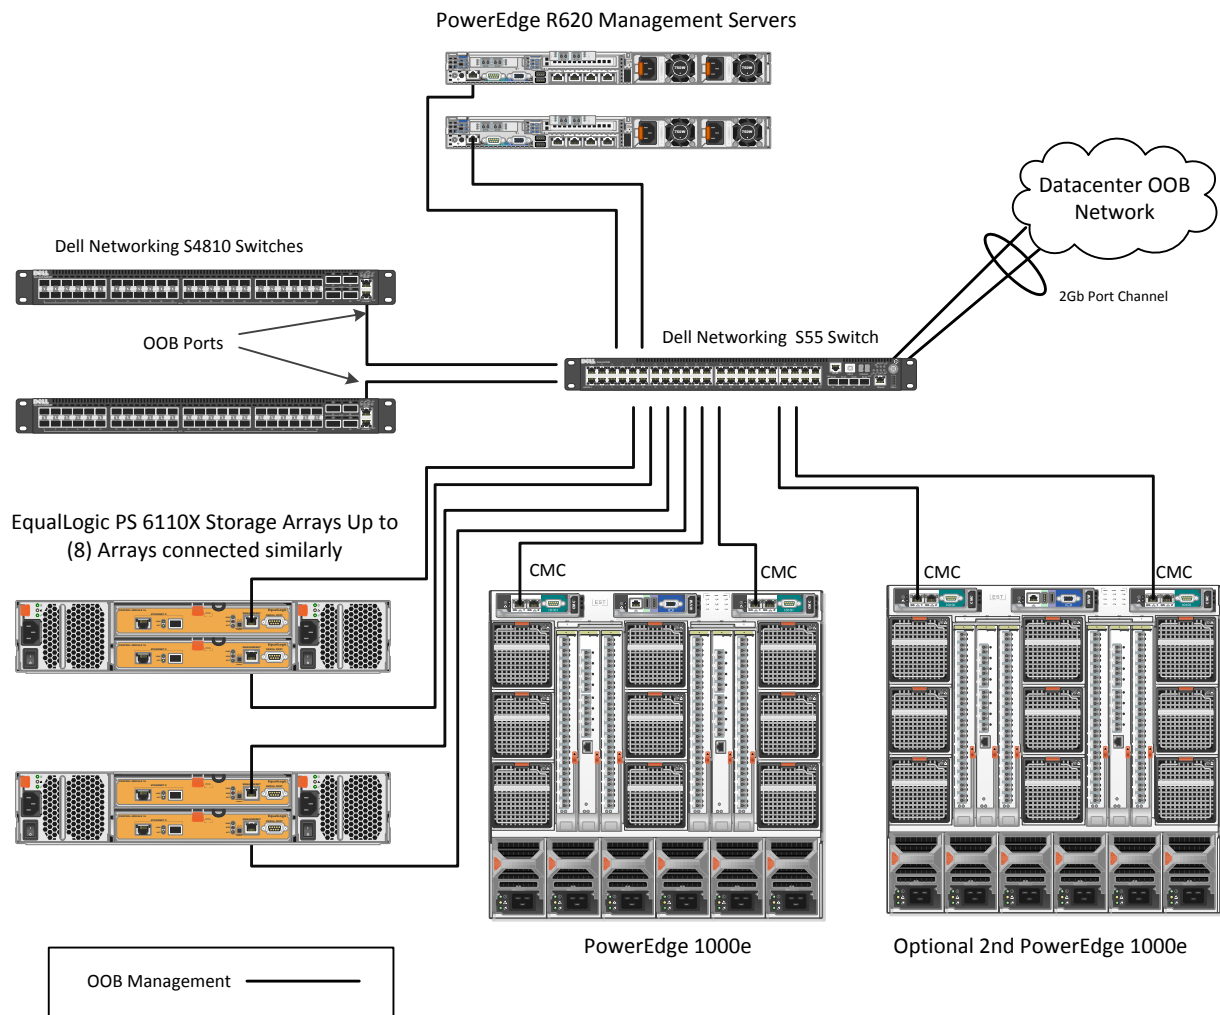 PowerEdge R620 Management Servers
Datacenter OOB
Network
Dell Networking S4810 Switches
2Gb Port Channel
OOB Ports
Dell Networking  S55 Switch
EqualLogic PS 6110X Storage Arrays Up to
(8) Arrays connected similarly
CMC
CMC
CMC
CMC
PowerEdge 1000e
Optional 2nd PowerEdge 1000e
OOB Management